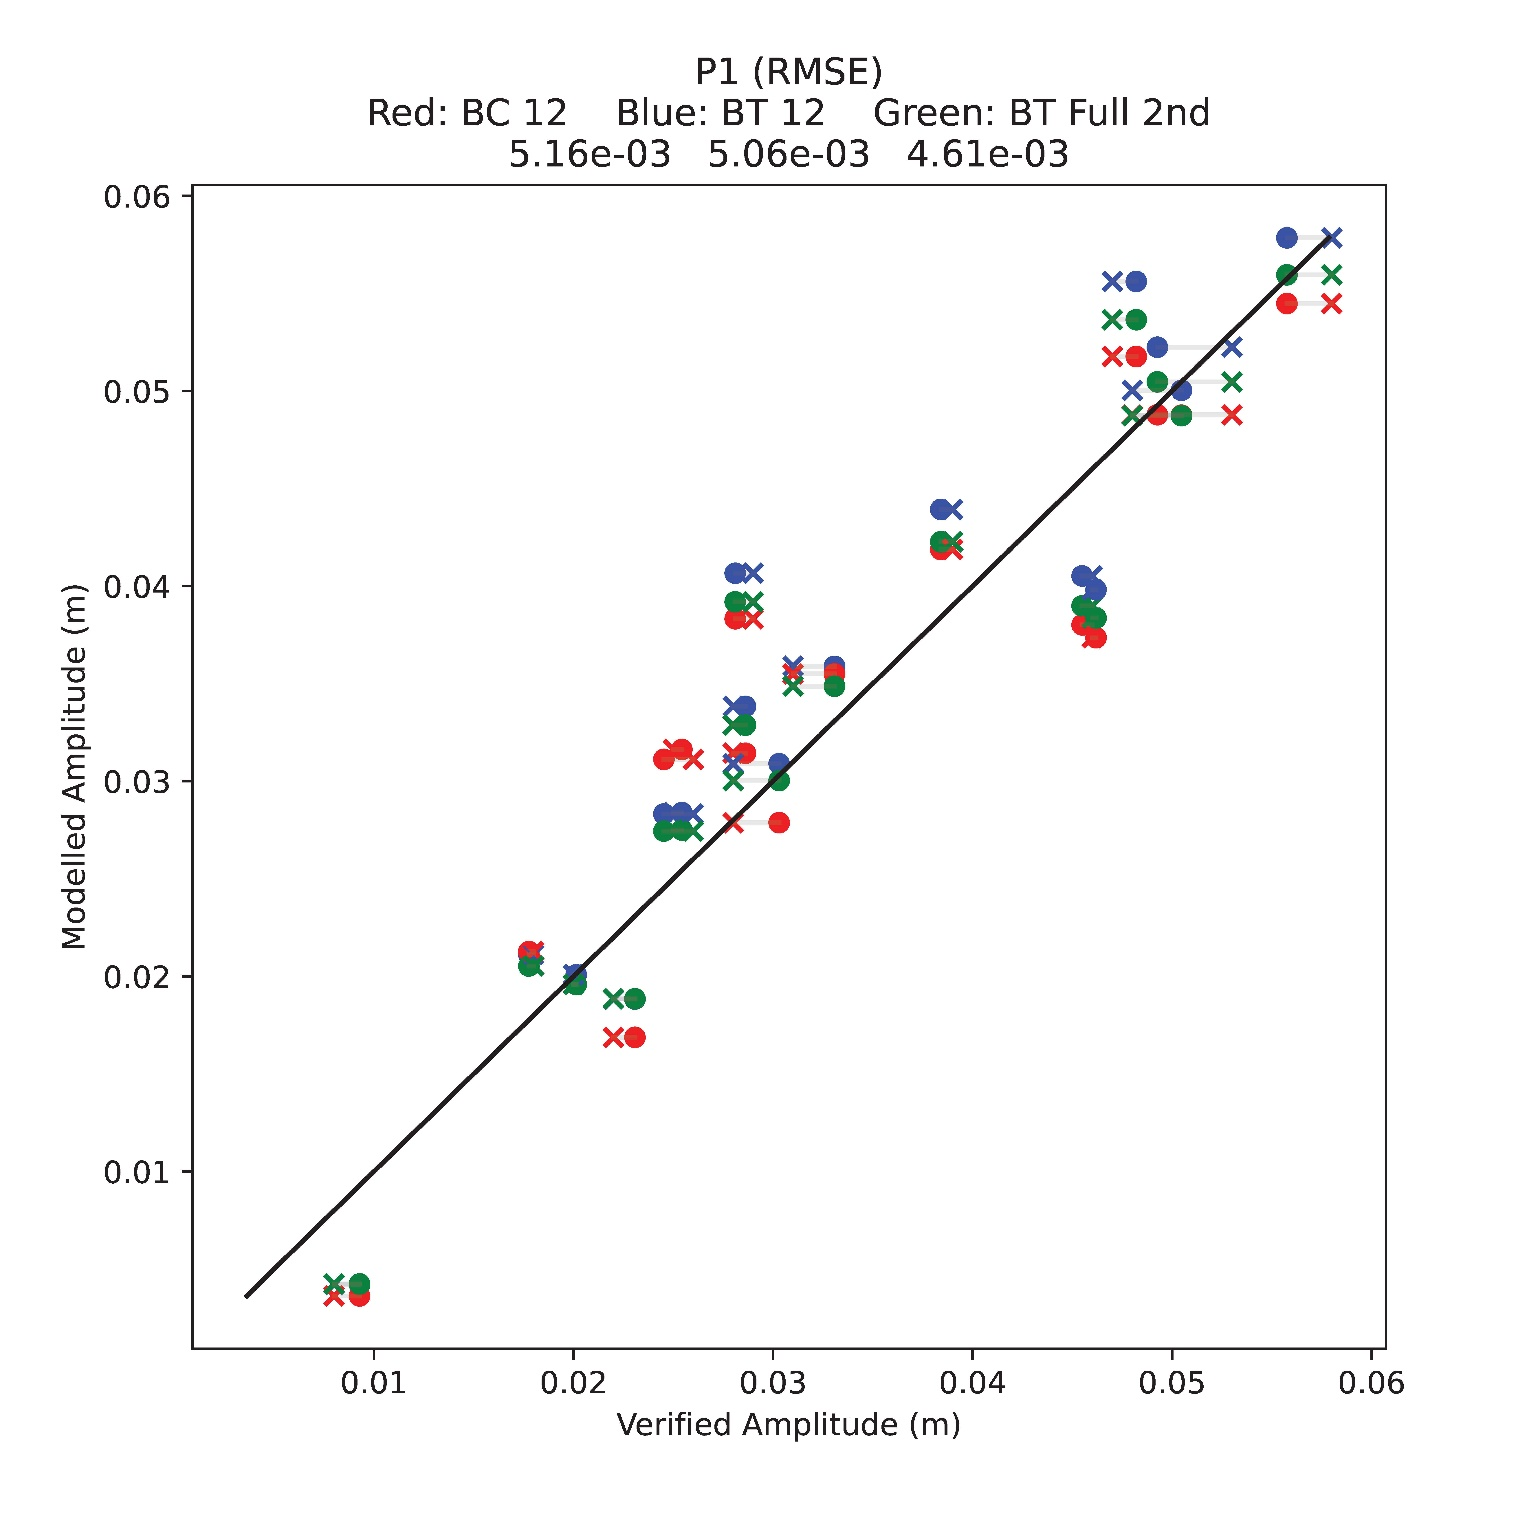 P1 (RMSE)
Red: BC 12 Blue: BT 12 Green: BT Full 2nd
5.16e-03 5.06e-03 4.61e-03
0.06
0.05
0.04
0.03
0.02
0.01
Modelled Amplitude (m)
0.01 0.02 0.03 0.04 0.05 0.06
Verified Amplitude (m)